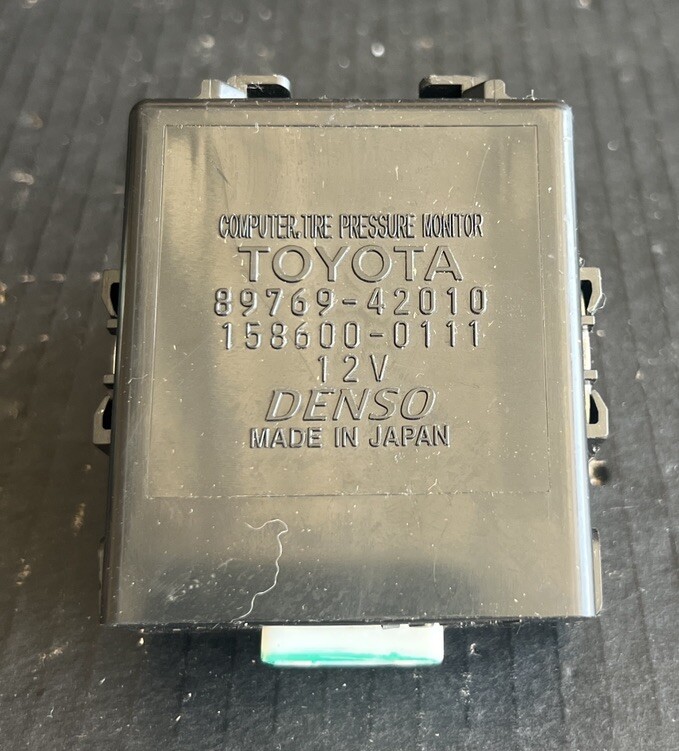 COMPUTER,TIRE PRESSURE MONITOR
TOYOTA
89769-42010
158600-0111
12V
DENSO
MADE IN JAPAN